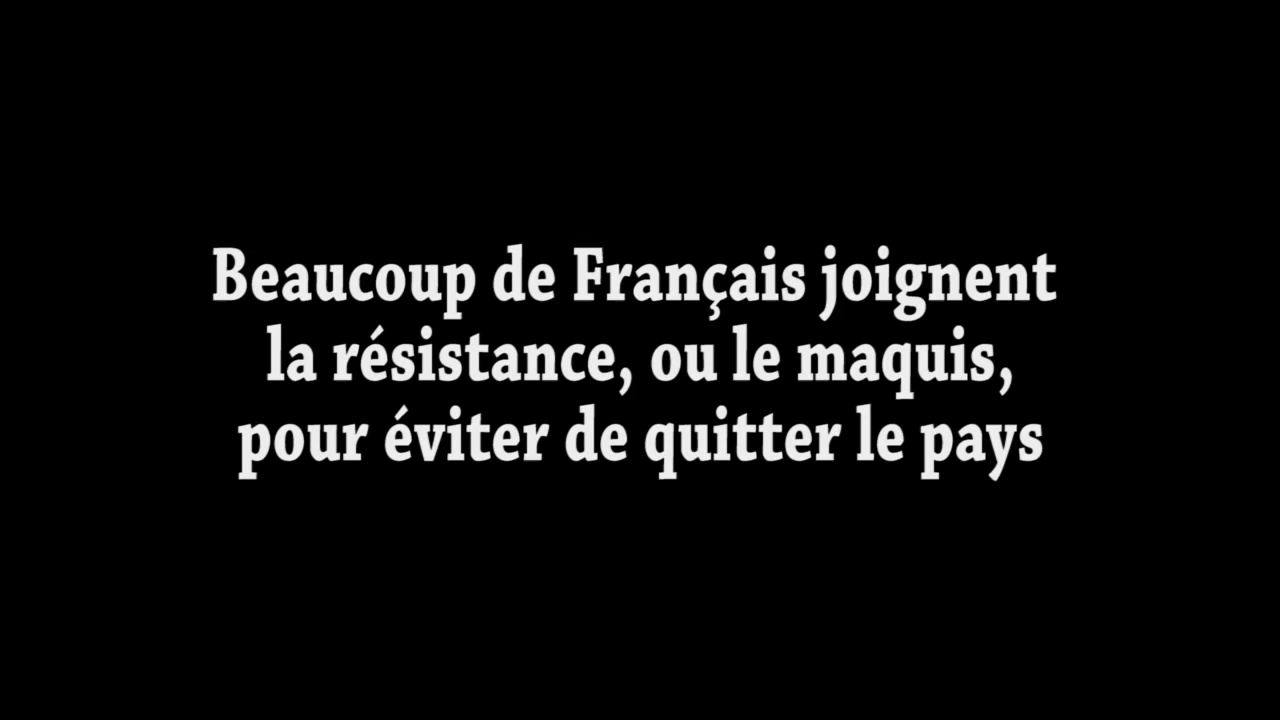 Beaucoup de Français joignent
la résistance, ou le maquis,
pour éviter de quitter le pays